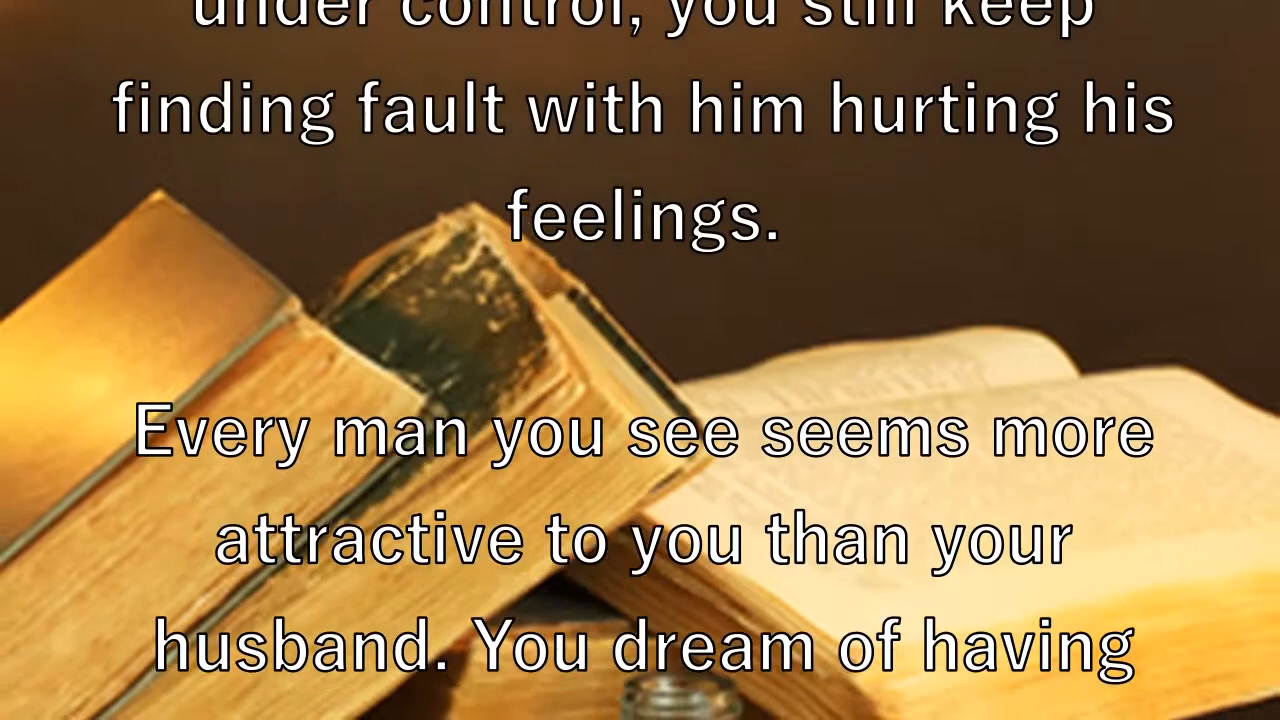 under control, you still keep
finding fault with him hurting his
feelings.
Every man you see seems more
attractive to you than your
husband. You dream of having